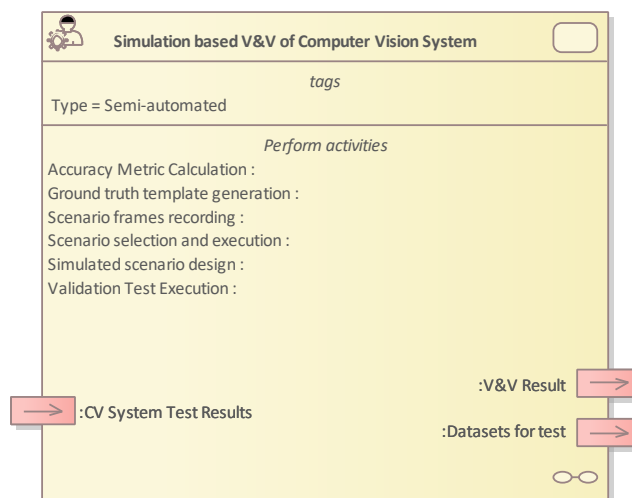 Simulation based V&V of Computer Vision System
tags
Type = Semi-automated
Perform activities
Accuracy Metric Calculation :
Ground truth template generation :
Scenario frames recording :
Scenario selection and execution :
Simulated scenario design :
Validation Test Execution :
:V&V Result
:CV System Test Results
:Datasets for test